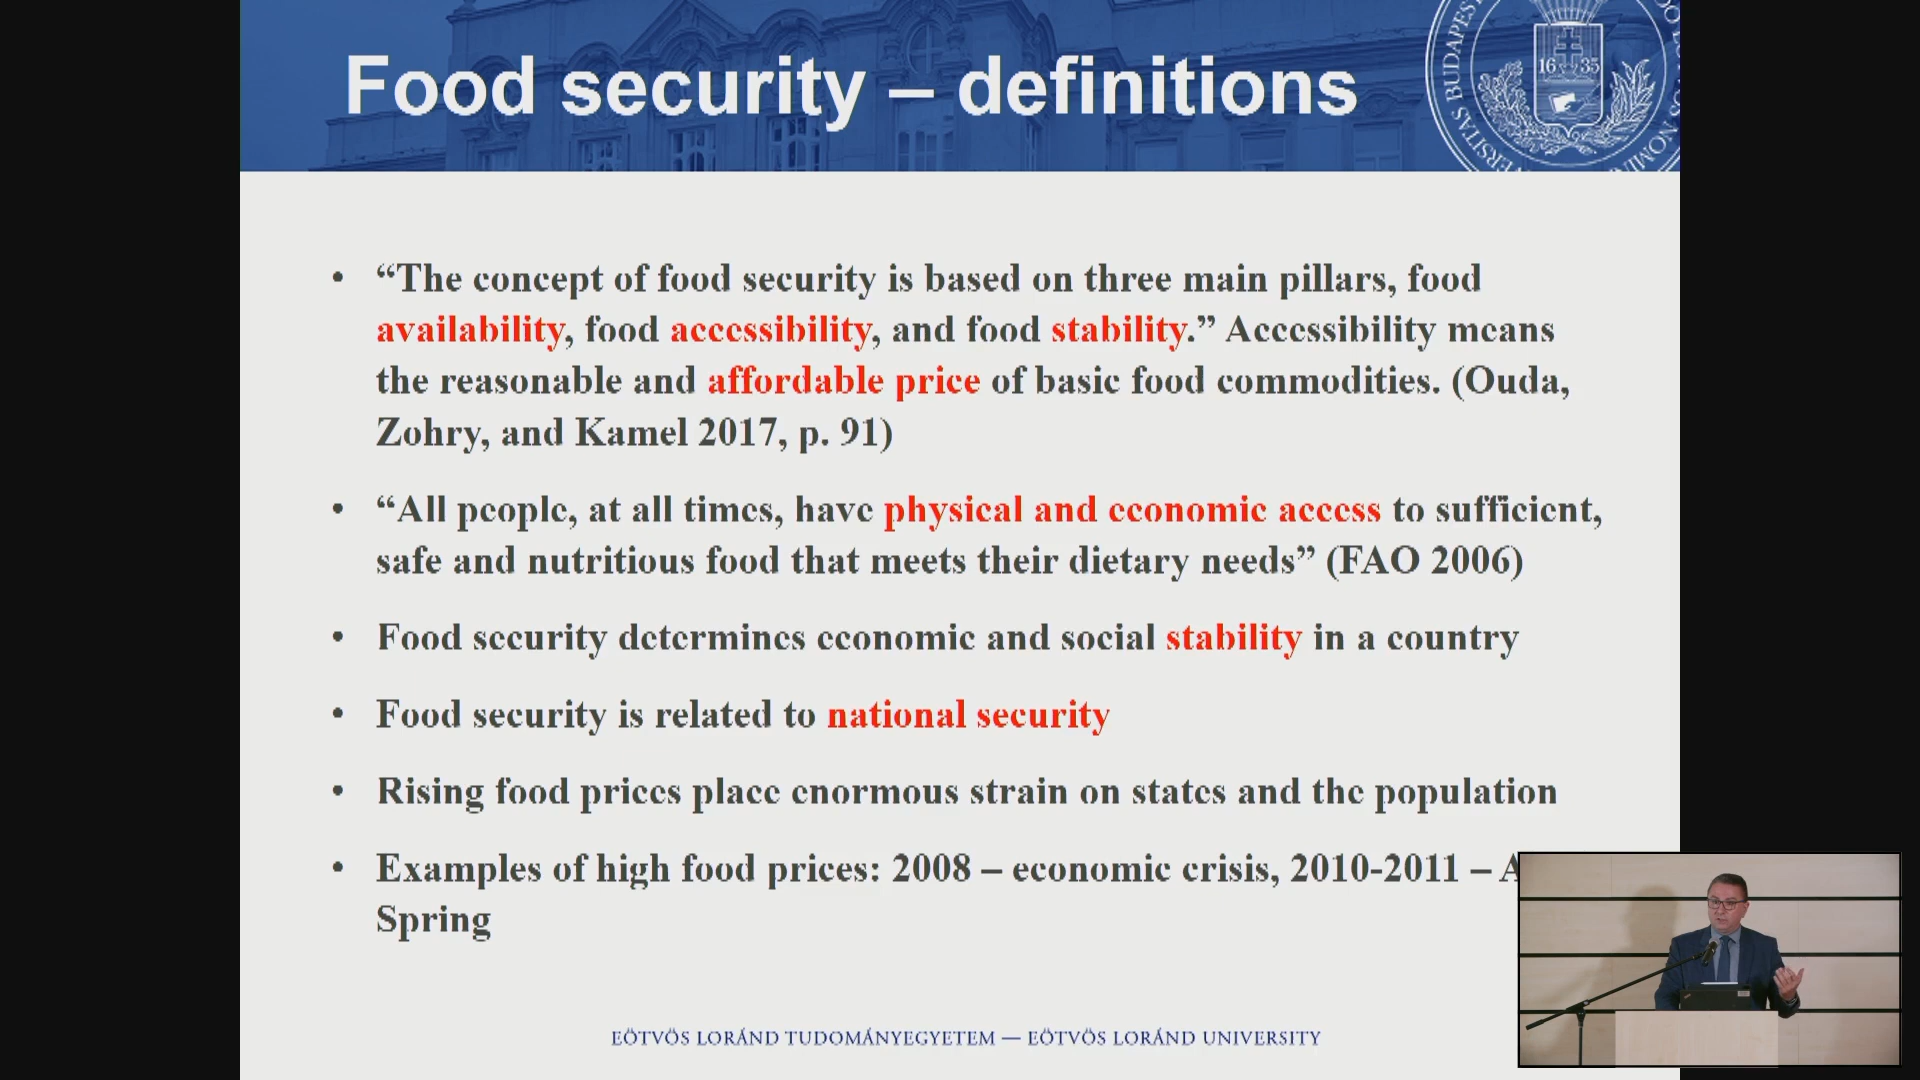 Food security – definitions
BUDAPEST
16 35
• “The concept of food security is based on three main pillars, food
availability, food accessibility, and food stability.” Accessibility means
the reasonable and affordable price of basic food commodities. (Ouda,
Zohry, and Kamel 2017, p. 91)
• “All people, at all times, have physical and economic access to sufficient,
safe and nutritious food that meets their dietary needs” (FAO 2006)
• Food security determines economic and social stability in a country
• Food security is related to national security
• Rising food prices place enormous strain on states and the population
• Examples of high food prices: 2008 – economic crisis, 2010-2011 –
Spring
EÖTVÖS LORÁND TUDOMÁNYEGYETEM — EÖTVÖS LORÁND UNIVERSITY